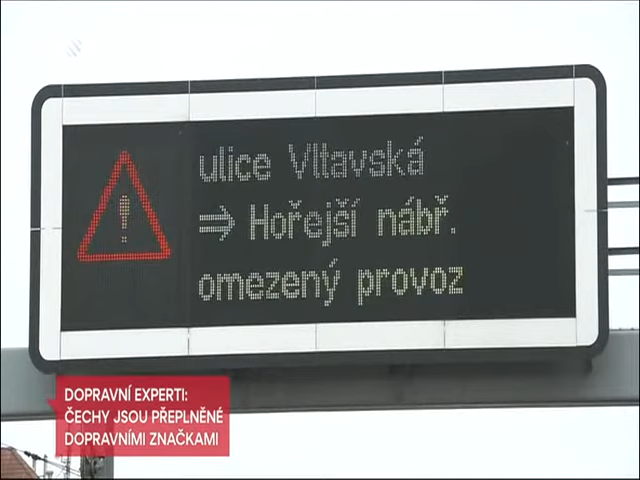 ulice Vltavská
⇒ Hořejší nábř.
omezený provoz
DOPRAVNÍ EXPERTI:
ČECHY JSOU PŘEPLNĚNÉ
DOPRAVNÍMI ZNAČKAMI